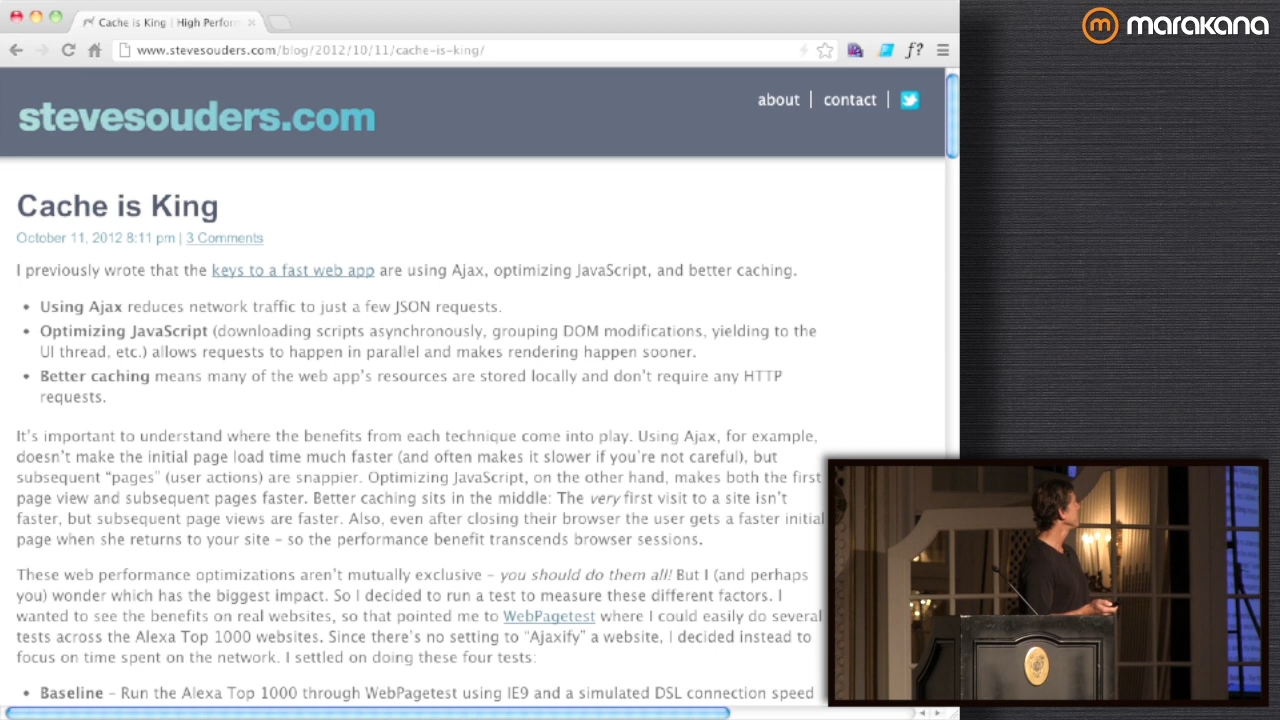 Cache is King | High Perform
www.stevesouders.com/blog/2012/10/11/cache-is-king/
f?
marakana
stevesouders.com
about | contact |
Cache is King
October 11, 2012 8:11 pm | 3 Comments
I previously wrote that the keys to a fast web app are using Ajax, optimizing JavaScript, and better caching.
• Using Ajax reduces network traffic to just a few JSON requests.
• Optimizing JavaScript (downloading scripts asynchronously, grouping DOM modifications, yielding to the
UI thread, etc.) allows requests to happen in parallel and makes rendering happen sooner.
• Better caching means many of the web app's resources are stored locally and don't require any HTTP
requests.
It's important to understand where the benefits from each technique come into play. Using Ajax, for example,
doesn't make the initial page load time much faster (and often makes it slower if you're not careful), but
subsequent “pages” (user actions) are snappier. Optimizing JavaScript, on the other hand, makes both the first
page view and subsequent pages faster. Better caching sits in the middle: The very first visit to a site isn't
faster, but subsequent page views are faster. Also, even after closing their browser the user gets a faster initial
page when she returns to your site – so the performance benefit transcends browser sessions.
These web performance optimizations aren't mutually exclusive – you should do them all! But I (and perhaps
you) wonder which has the biggest impact. So I decided to run a test to measure these different factors. I
wanted to see the benefits on real websites, so that pointed me to WebPagetest where I could easily do several
tests across the Alexa Top 1000 websites. Since there's no setting to “Ajaxify” a website, I decided instead to
focus on time spent on the network. I settled on doing these four tests:
• Baseline – Run the Alexa Top 1000 through WebPagetest using IE9 and a simulated DSL connection speed